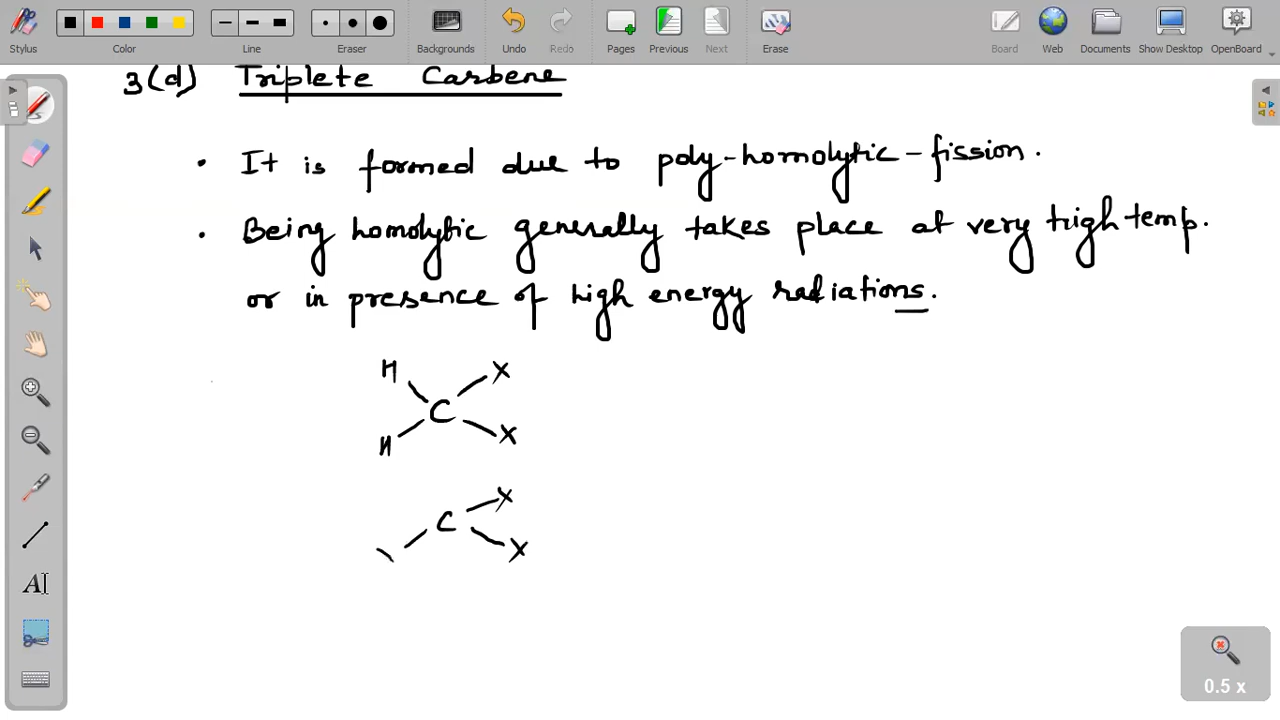 Stylus Color Line Eraser Backgrounds Undo Redo Pages Previous Next Erase Board Web Documents Show Desktop OpenBoard
3(d) Triplete Carbene
• It is formed due to poly-homolytic-fission.
• Being homolytic generally takes place at very high temp.
or in presence of high energy radiations.
H X
C
H X
X
C
X
0.5 x